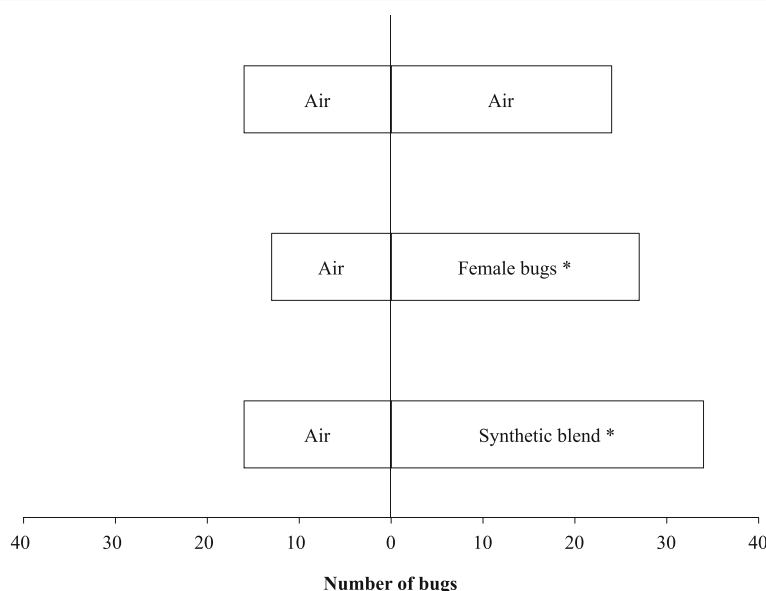 Air Air
Air Female bugs *
Air Synthetic blend *
40 30 20 10 0 10 20 30 40
Number of bugs